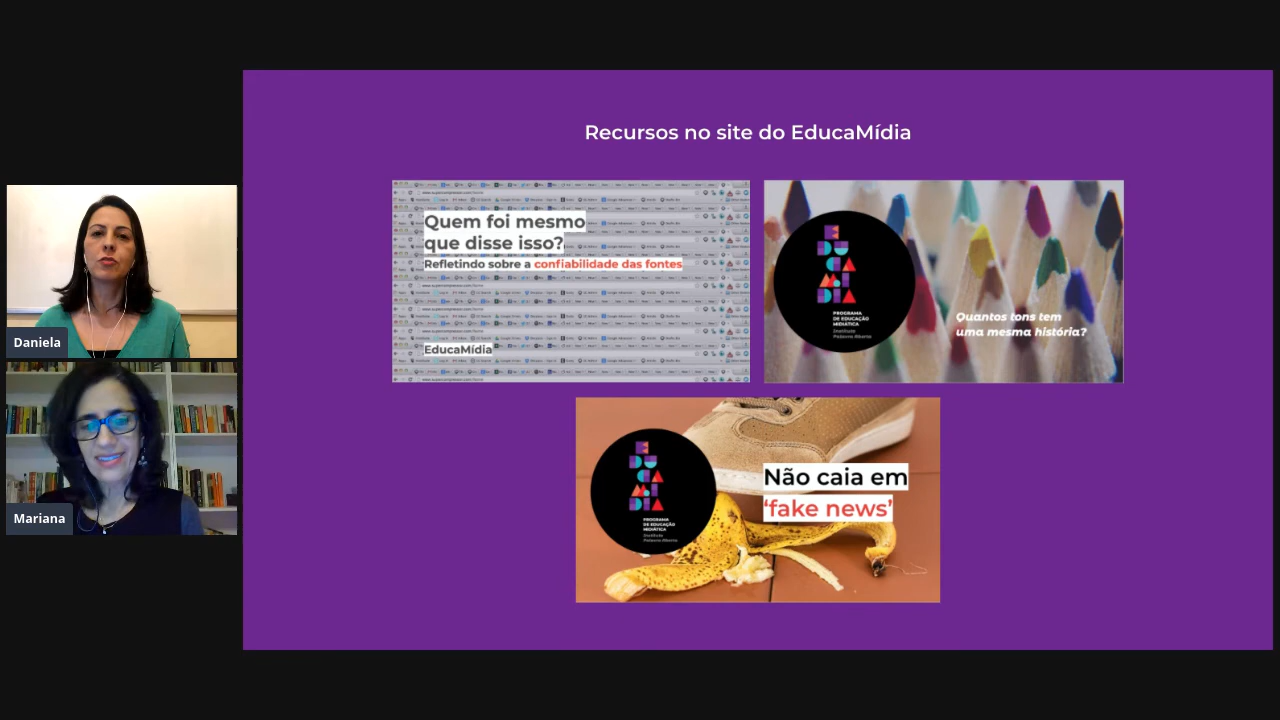 Recursos no site do EducaMídia
Quem foi mesmo
que disse isso?
Refletindo sobre a confiabilidade das fontes
EducaMídia
EDUCAMÍDIA
PROGRAMA
DE EDUCAÇÃO
MIDIÁTICA
Instituto
Palavra Aberta
Quantos tons tem
uma mesma história?
EDUCAMÍDIA
PROGRAMA
DE EDUCAÇÃO
MIDIÁTICA
Instituto
Palavra Aberta
Não caia em
‘fake news’
Daniela
Mariana